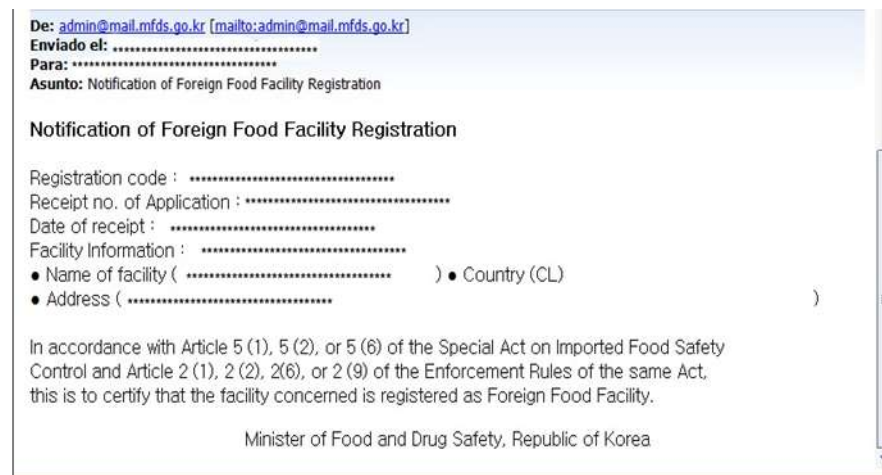 De: admin@mail.mfds.go.kr [mailto:admin@mail.mfds.go.kr]
Enviado el: ************************************
Para: ************************************
Asunto: Notification of Foreign Food Facility Registration
Notification of Foreign Food Facility Registration
Registration code : ************************************
Receipt no. of Application : ************************************
Date of receipt : ************************************
Facility Information : ************************************
● Name of facility ( ************************************ ) ● Country (CL)
● Address ( ************************************ )
In accordance with Article 5 (1), 5 (2), or 5 (6) of the Special Act on Imported Food Safety
Control and Article 2 (1), 2 (2), 2(6), or 2 (9) of the Enforcement Rules of the same Act,
this is to certify that the facility concerned is registered as Foreign Food Facility.
Minister of Food and Drug Safety, Republic of Korea